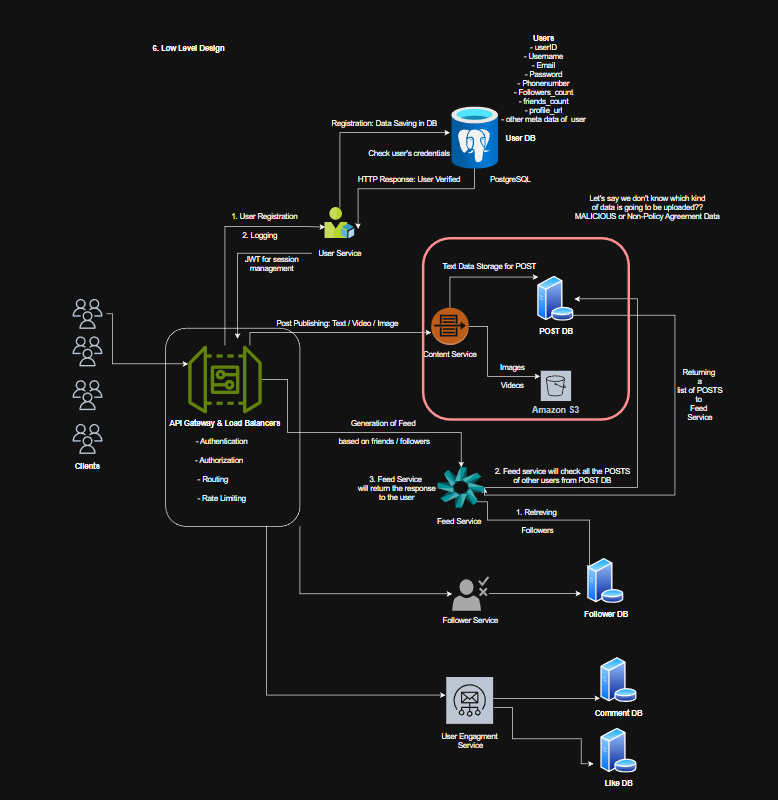 6. Low Level Design
Users
- userID
- Username
- Email
- Password
- Phonenumber
- Followers_count
- friends_count
- profile_url
- other meta data of user
User DB
Registration: Data Saving in DB
Check user's credentials
HTTP Response: User Verified
PostgreSQL
Let's say we don't know which kind
of data is going to be uploaded??
MALICIOUS or Non-Policy Agreement Data
1. User Registration
2. Logging
User Service
JWT for session
management
Text Data Storage for POST
POST DB
Post Publishing: Text / Video / Image
Content Service
Images
Videos
Amazon S3
Returning
a
list of POSTS
to
Feed
Service
API Gateway & Load Balancers
- Authentication
- Authorization
- Routing
- Rate Limiting
Clients
Generation of Feed
based on friends / followers
3. Feed Service
will return the response
to the user
2. Feed service will check all the POSTS
of other users from POST DB
Feed Service
1. Retreving
Followers
Follower Service
Follower DB
User Engagment
Service
Comment DB
Like DB